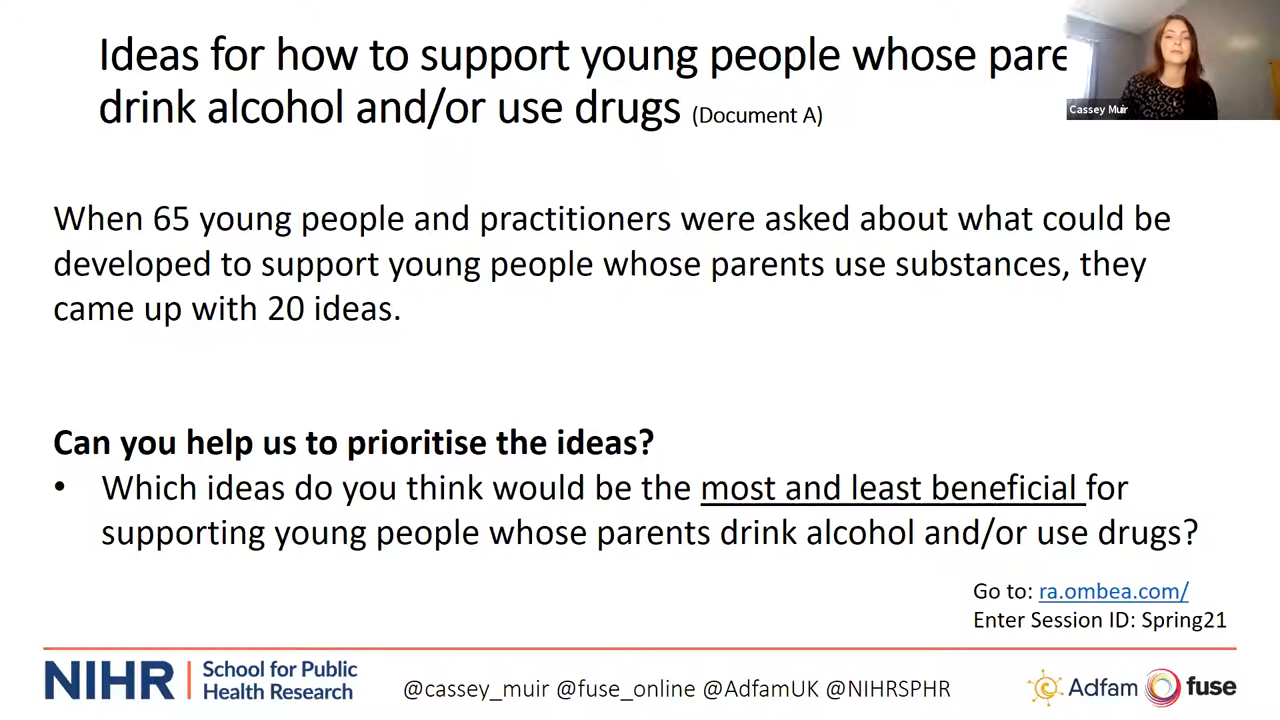 Ideas for how to support young people whose pare
drink alcohol and/or use drugs (Document A)
Cassey Muir
When 65 young people and practitioners were asked about what could be
developed to support young people whose parents use substances, they
came up with 20 ideas.
Can you help us to prioritise the ideas?
• Which ideas do you think would be the most and least beneficial for
supporting young people whose parents drink alcohol and/or use drugs?
Go to: ra.ombea.com/
Enter Session ID: Spring21
NIHR | School for Public
Health Research
@cassey_muir @fuse_online @AdfamUK @NIHRSPHR
Adfam fuse